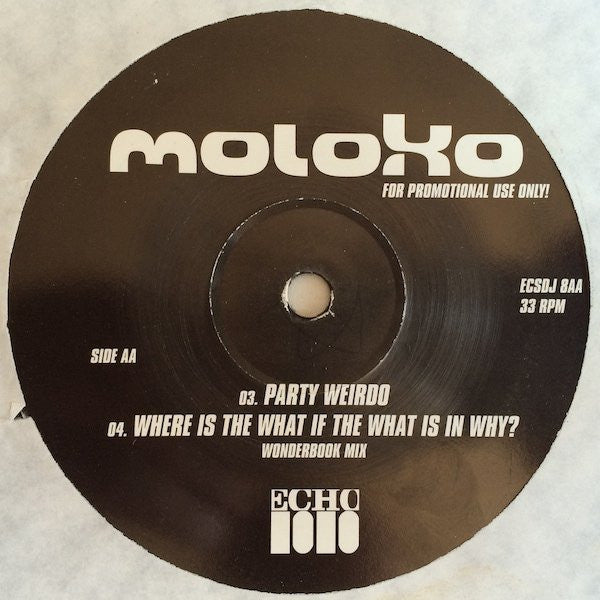 moloko
FOR PROMOTIONAL USE ONLY!
ECSDJ 8AA
33 RPM
SIDE AA
03. PARTY WEIRDO
04. WHERE IS THE WHAT IF THE WHAT IS IN WHY?
WONDERBOOK MIX
ECHO